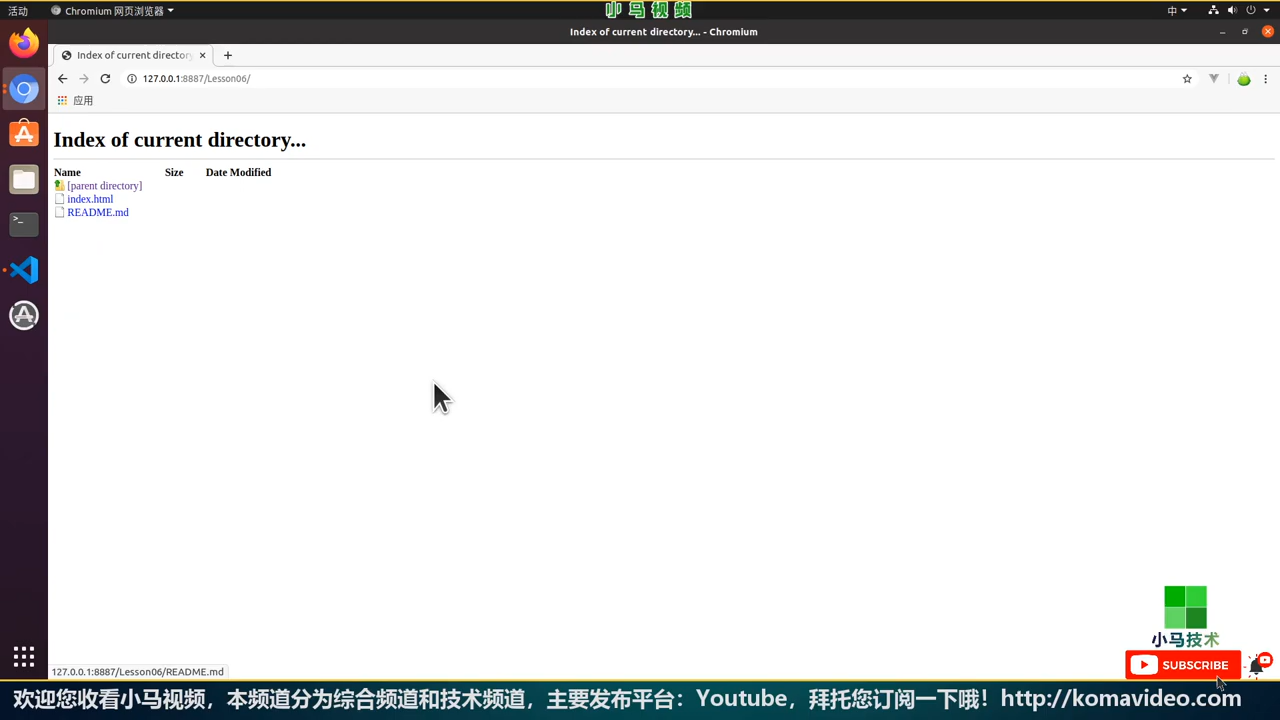 活动
Chromium 网页浏览器
小马视频
中
Index of current directory... - Chromium
Index of current director
127.0.0.1:8887/Lesson06/
应用
Index of current directory...
Name Size Date Modified
[parent directory]
index.html
README.md
小马技术
SUBSCRIBE
127.0.0.1:8887/Lesson06/README.md
欢迎您收看小马视频，本频道分为综合频道和技术频道，主要发布平台：Youtube，拜托您订阅一下哦！http://komavideo.com